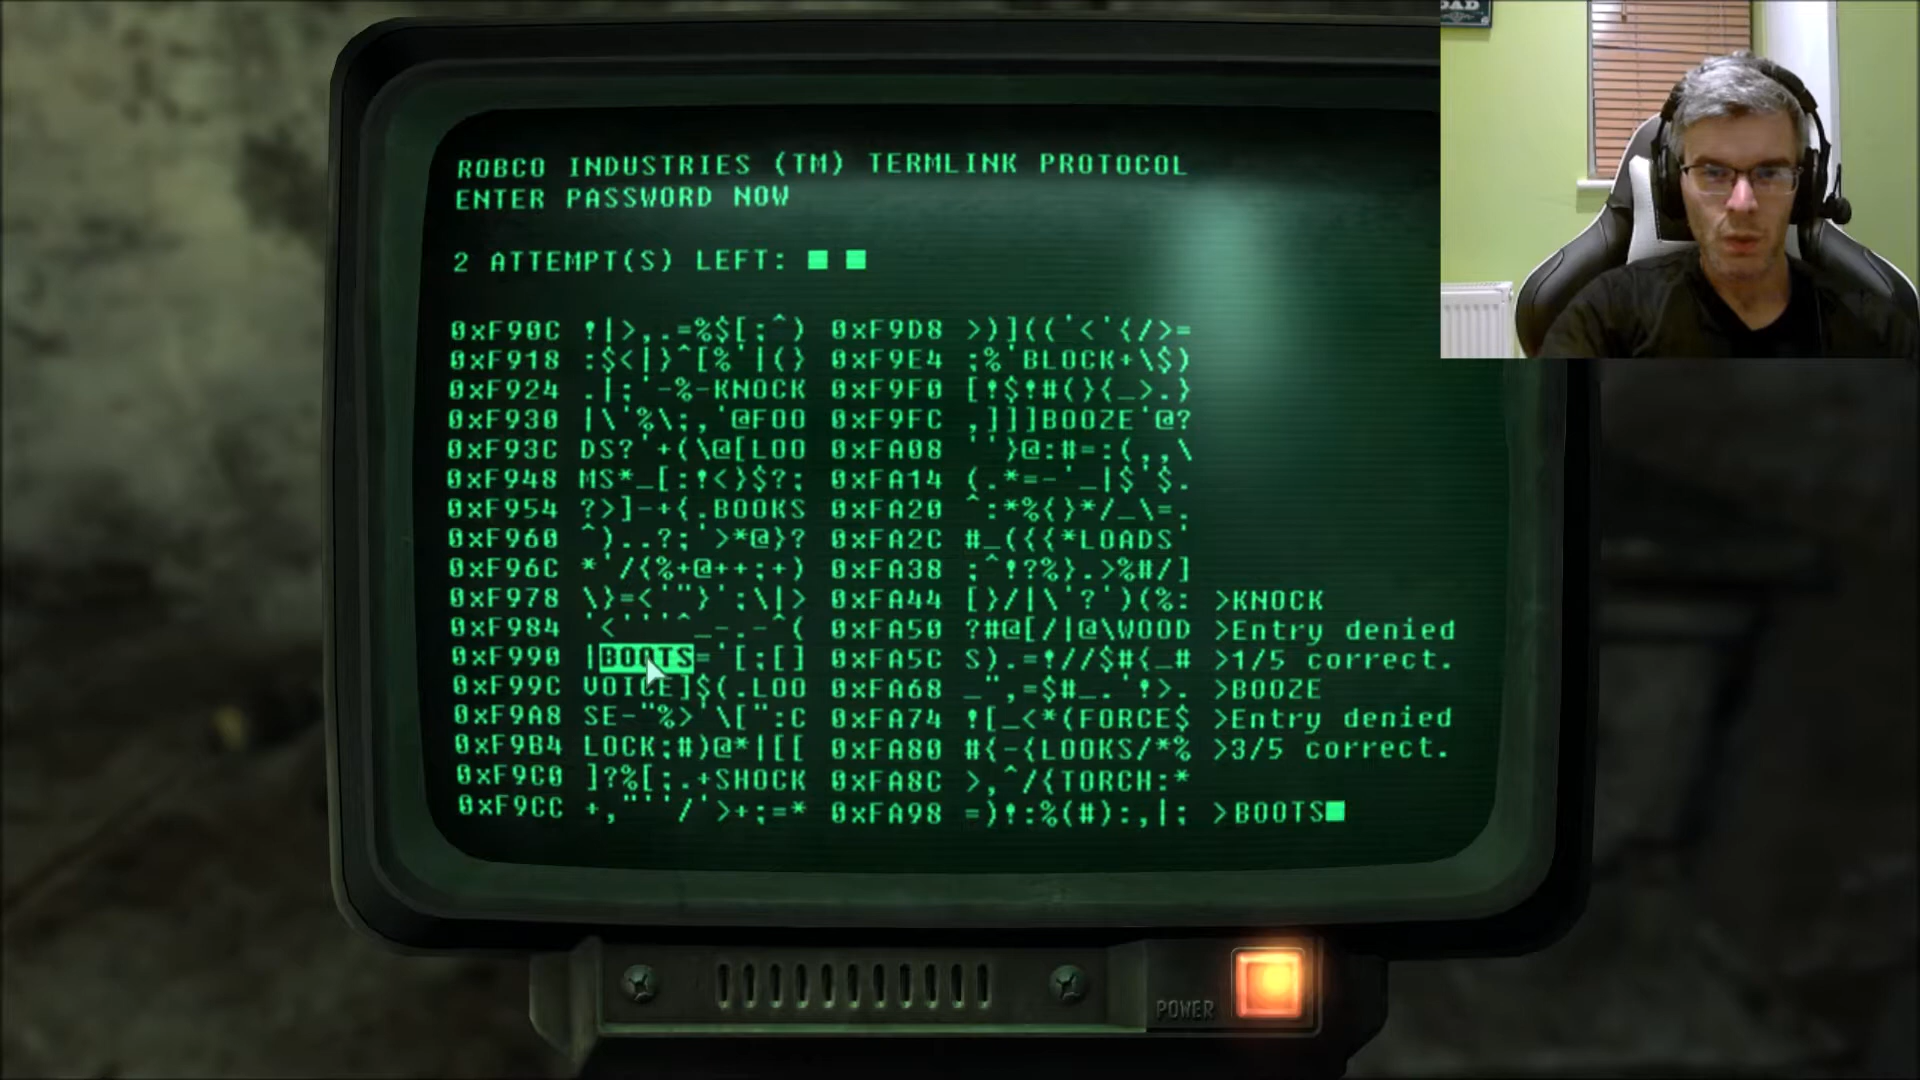 DAD
ROBCO INDUSTRIES (TM) TERMLINK PROTOCOL
ENTER PASSWORD NOW
2 ATTEMPT(S) LEFT:
0xF90C !|>,.=%$[;^) 0xF9D8 >)](('<'{/>=
0xF918 :$<|}^[%'|(} 0xF9E4 ;%'BLOCK+\$)
0xF924 .|;'-%-KNOCK 0xF9F0 [!$!#(}{_>.}
0xF930 |\'%\;,'@FOO 0xF9FC ,]]]BOOZE'@?
0xF93C DS?'+(\@[LOO 0xFA08 ''}@:#=:(,,\
0xF948 MS*_[:!<}$?; 0xFA14 (.*=-'_|$'$.
0xF954 ?>]-+{.BOOKS 0xFA20 ^:*%{}*/_\=.
0xF960 ^)..?;'>*@}? 0xFA2C #_({{*LOADS'
0xF96C *'/{%+@++;+) 0xFA38 ;^!?%}.>%#/]
0xF978 \}=<'"}';\|> 0xFA44 [}/|\'?')(%: >KNOCK
0xF984 '<'''^_-.-^( 0xFA50 ?#@[/|@\WOOD >Entry denied
0xF990 |BOOTS='[;[] 0xFA5C S).=!//$#{_# >1/5 correct.
0xF99C VOICE]$(.LOO 0xFA68 _",=$#_.'!>. >BOOZE
0xF9A8 SE-"%>'\[":C 0xFA74 ![_<*(FORCE$ >Entry denied
0xF9B4 LOCK;#)@*|[[ 0xFA80 #{-{LOOKS/*% >3/5 correct.
0xF9C0 ]?%[;.+SHOCK 0xFA8C >,^/{TORCH:*
0xF9CC +,"''/'>+;=* 0xFA98 =)!:%(#):,|; >BOOTS
POWER